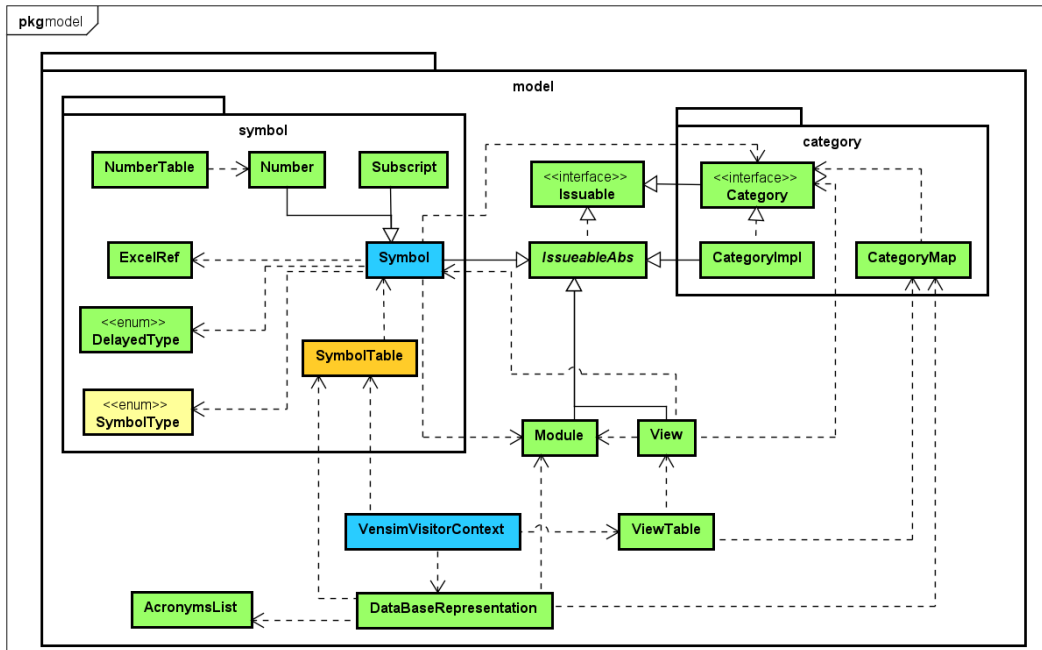 pkgmodel
model
symbol
category
NumberTable
Number
Subscript
<<interface>>
Issuable
<<interface>>
Category
ExcelRef
Symbol
IssueableAbs
CategoryImpl
CategoryMap
<<enum>>
DelayedType
SymbolTable
<<enum>>
SymbolType
Module
View
VensimVisitorContext
ViewTable
AcronymsList
DataBaseRepresentation